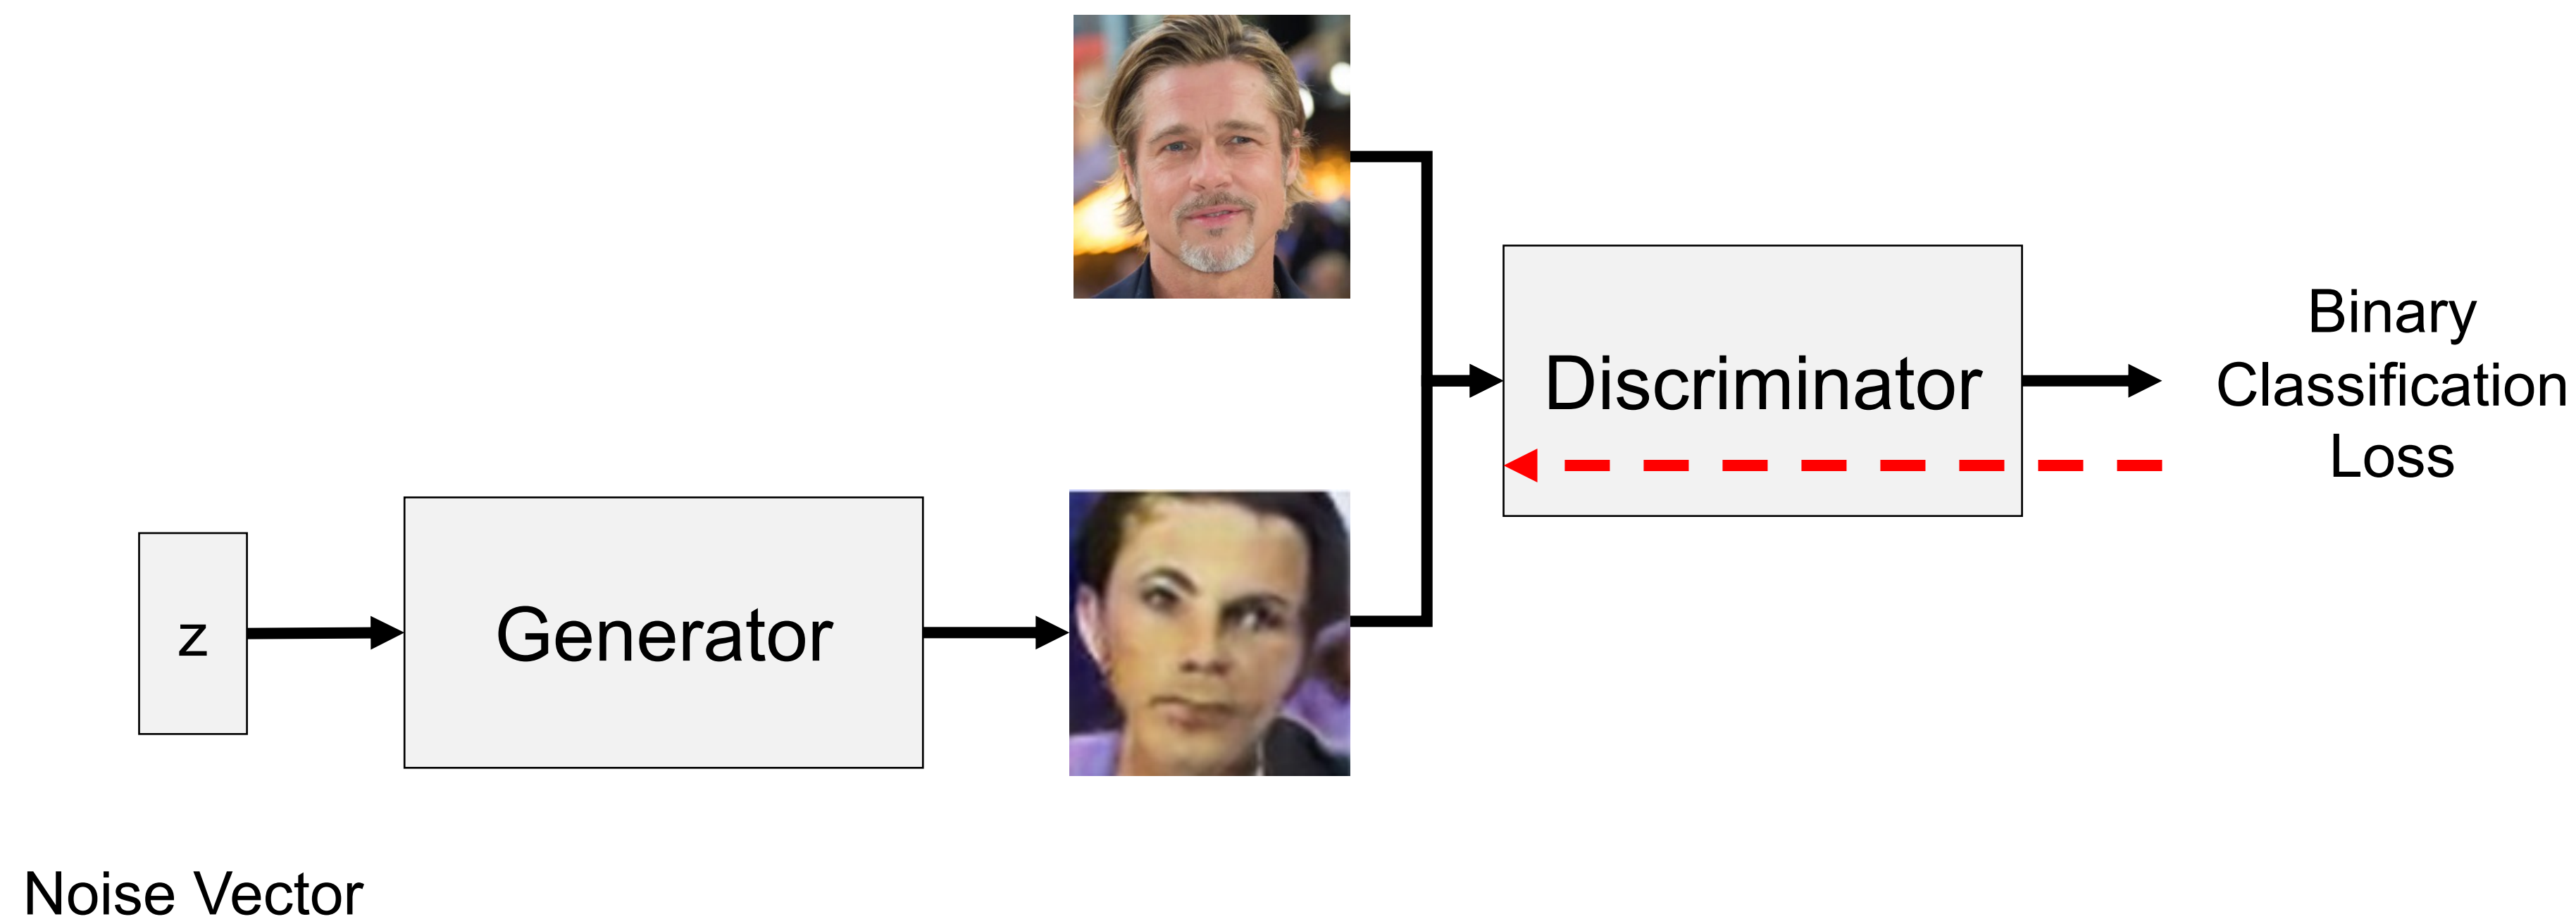 Binary
Classification
Loss
Discriminator
Generator
z
Noise Vector